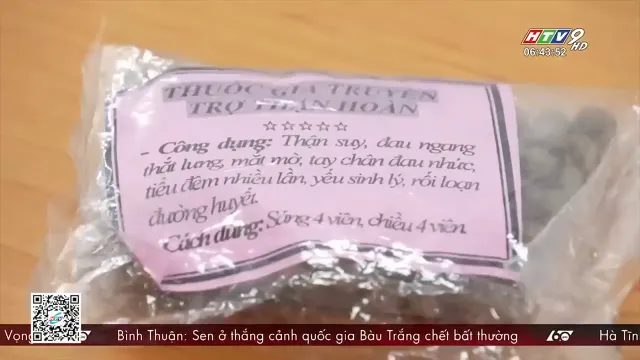 HTV9 HD
06:43:52
THUỐC GIA TRUYỀN
TRỢ THẬN HOÀN
☆☆☆☆☆
- Công dụng: Thận suy, đau ngang
thắt lưng, mắt mờ, tay chân đau nhức,
tiểu đêm nhiều lần, yếu sinh lý, rối loạn
đường huyết.
Cách dùng: Sáng 4 viên, chiều 4 viên.
Vọng Bình Thuận: Sen ở thắng cảnh quốc gia Bàu Trắng chết bất thường 60 Hà Tĩn